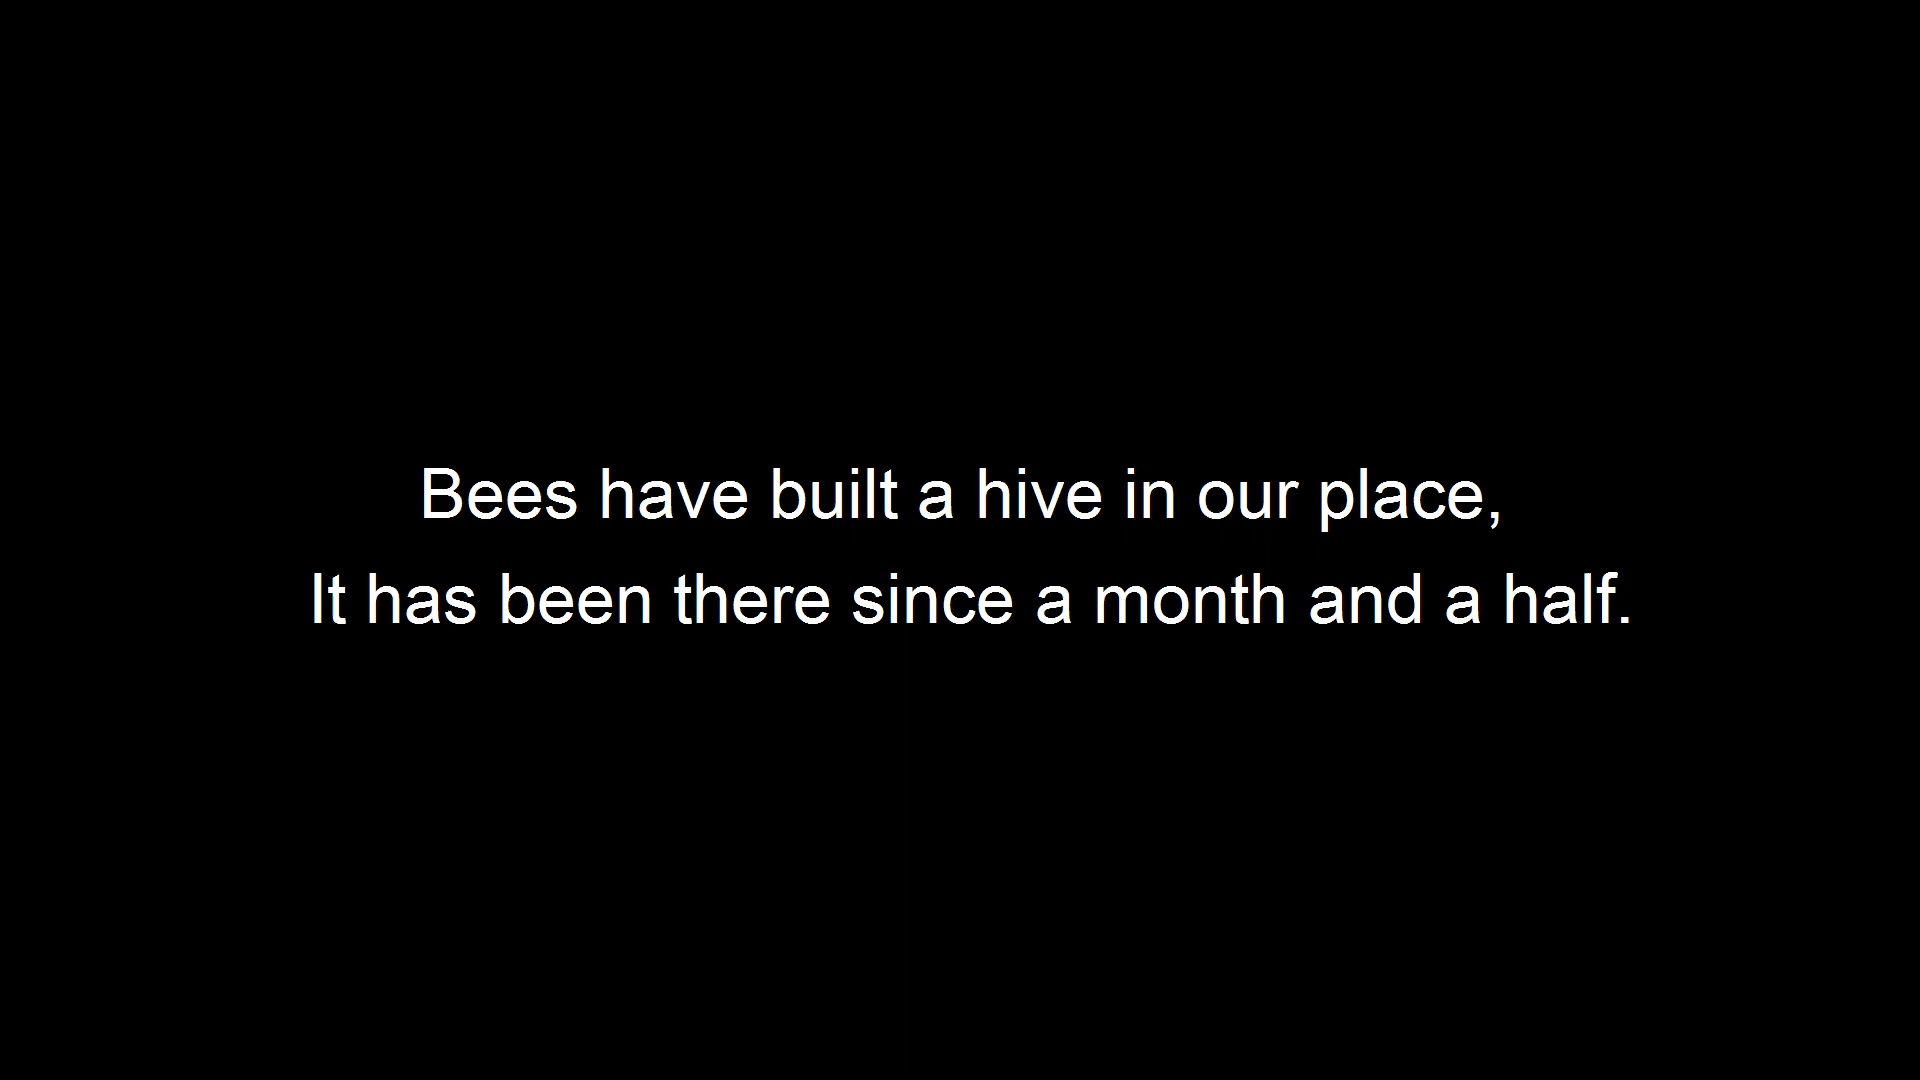 Bees have built a hive in our place,
It has been there since a month and a half.